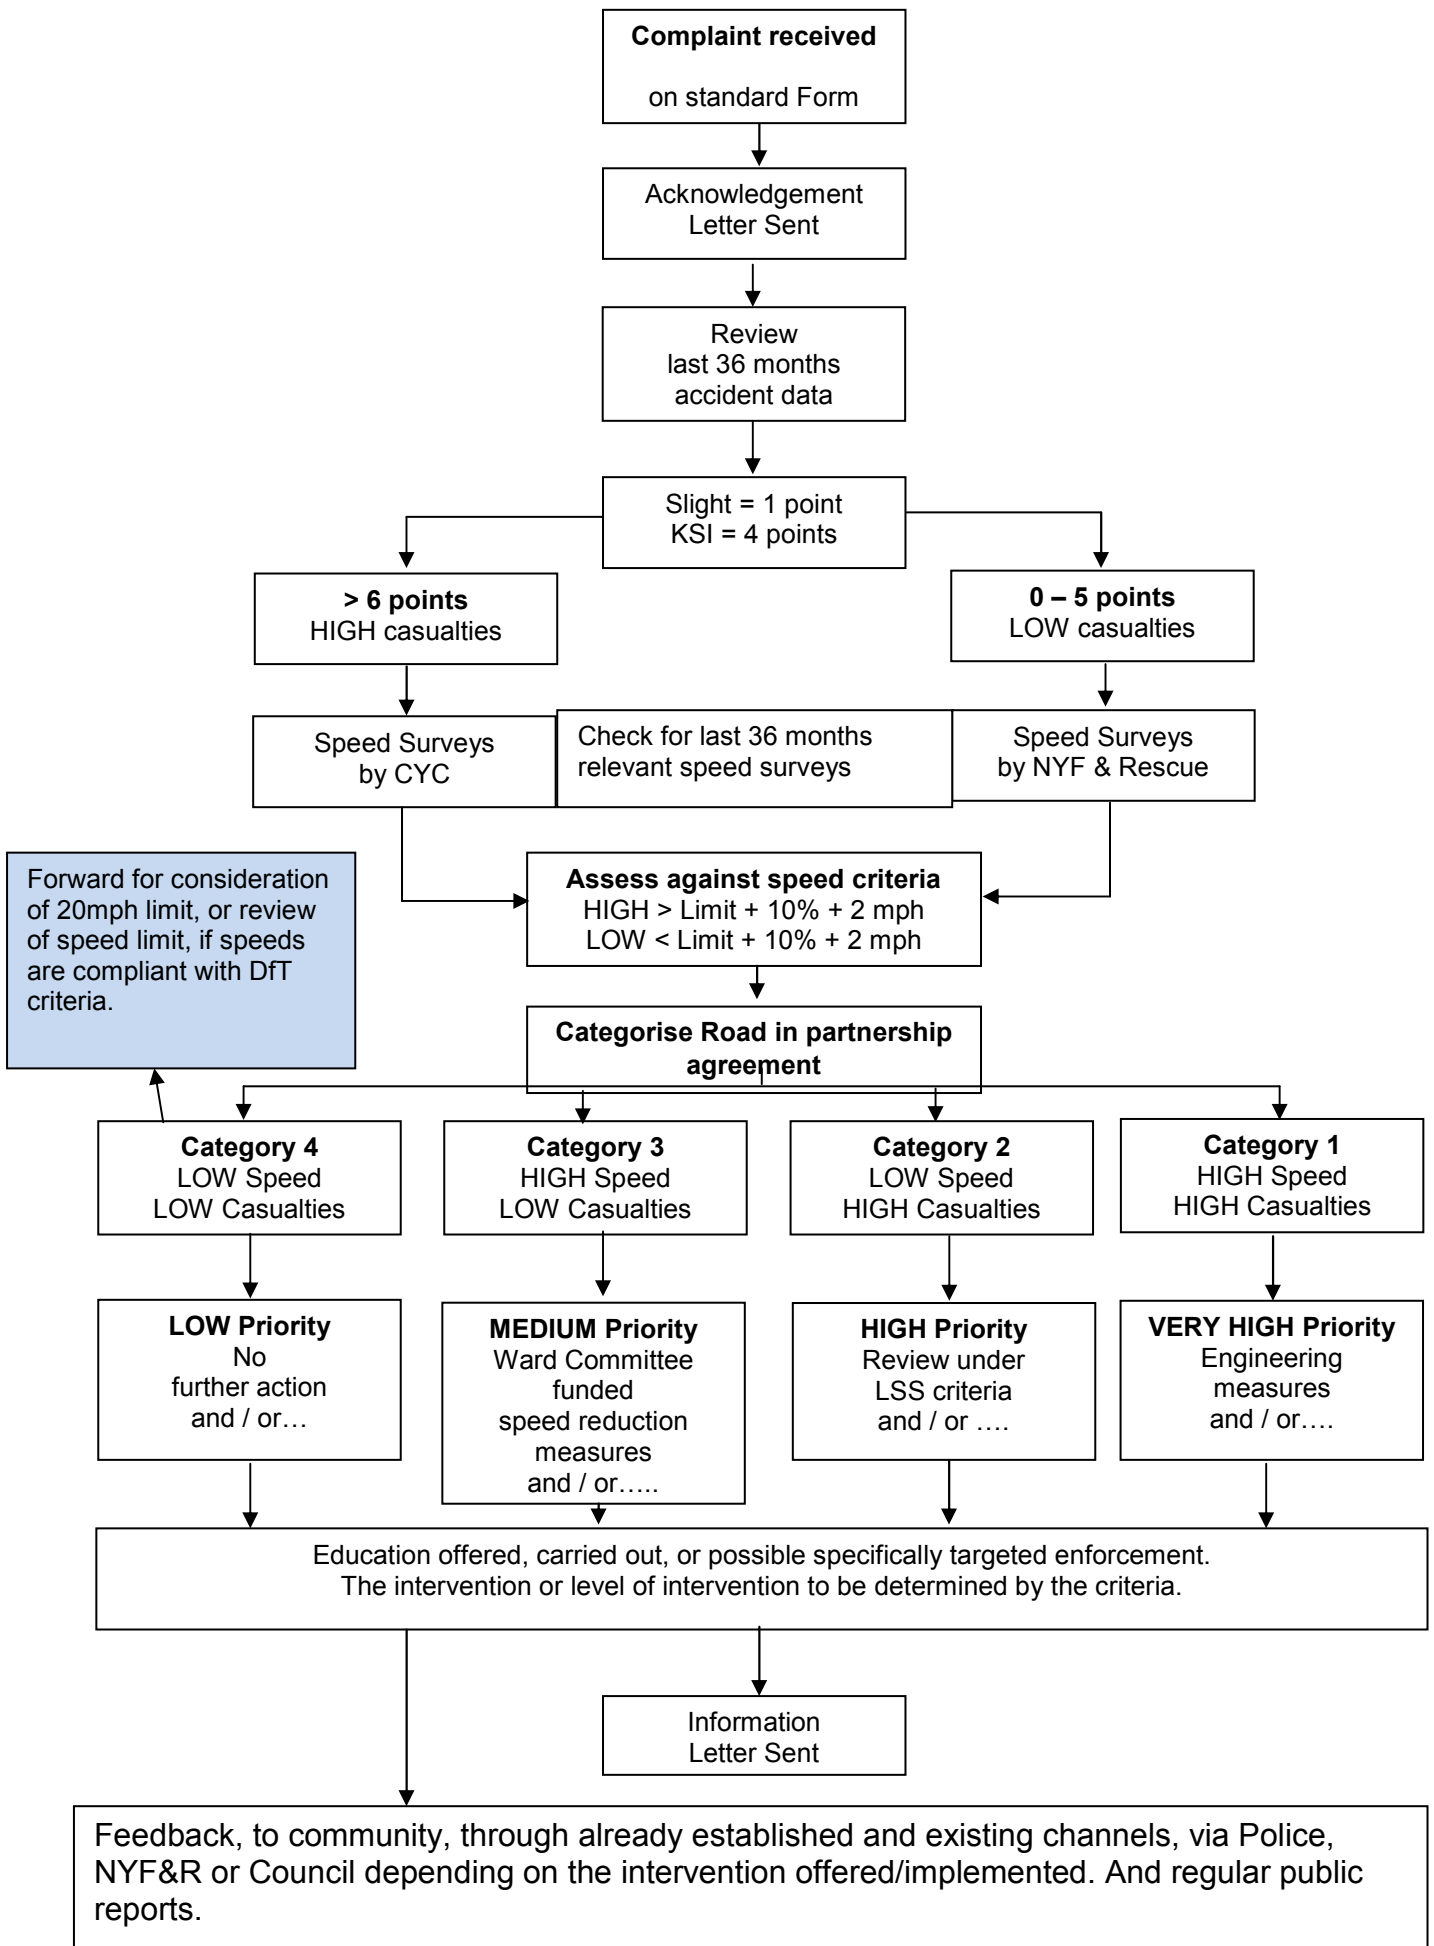 Complaint received
on standard Form
Acknowledgement
Letter Sent
Review
last 36 months
accident data
Slight = 1 point
KSI = 4 points
> 6 points
HIGH casualties
0 – 5 points
LOW casualties
Speed Surveys
by CYC
Check for last 36 months
relevant speed surveys
Speed Surveys
by NYF & Rescue
Forward for consideration
of 20mph limit, or review
of speed limit, if speeds
are compliant with DfT
criteria.
Assess against speed criteria
HIGH > Limit + 10% + 2 mph
LOW < Limit + 10% + 2 mph
Categorise Road in partnership
agreement
Category 4
LOW Speed
LOW Casualties
Category 3
HIGH Speed
LOW Casualties
Category 2
LOW Speed
HIGH Casualties
Category 1
HIGH Speed
HIGH Casualties
LOW Priority
No
further action
and / or…
MEDIUM Priority
Ward Committee
funded
speed reduction
measures
and / or…..
HIGH Priority
Review under
LSS criteria
and / or ….
VERY HIGH Priority
Engineering
measures
and / or….
Education offered, carried out, or possible specifically targeted enforcement.
The intervention or level of intervention to be determined by the criteria.
Information
Letter Sent
Feedback, to community, through already established and existing channels, via Police,
NYF&R or Council depending on the intervention offered/implemented. And regular public
reports.